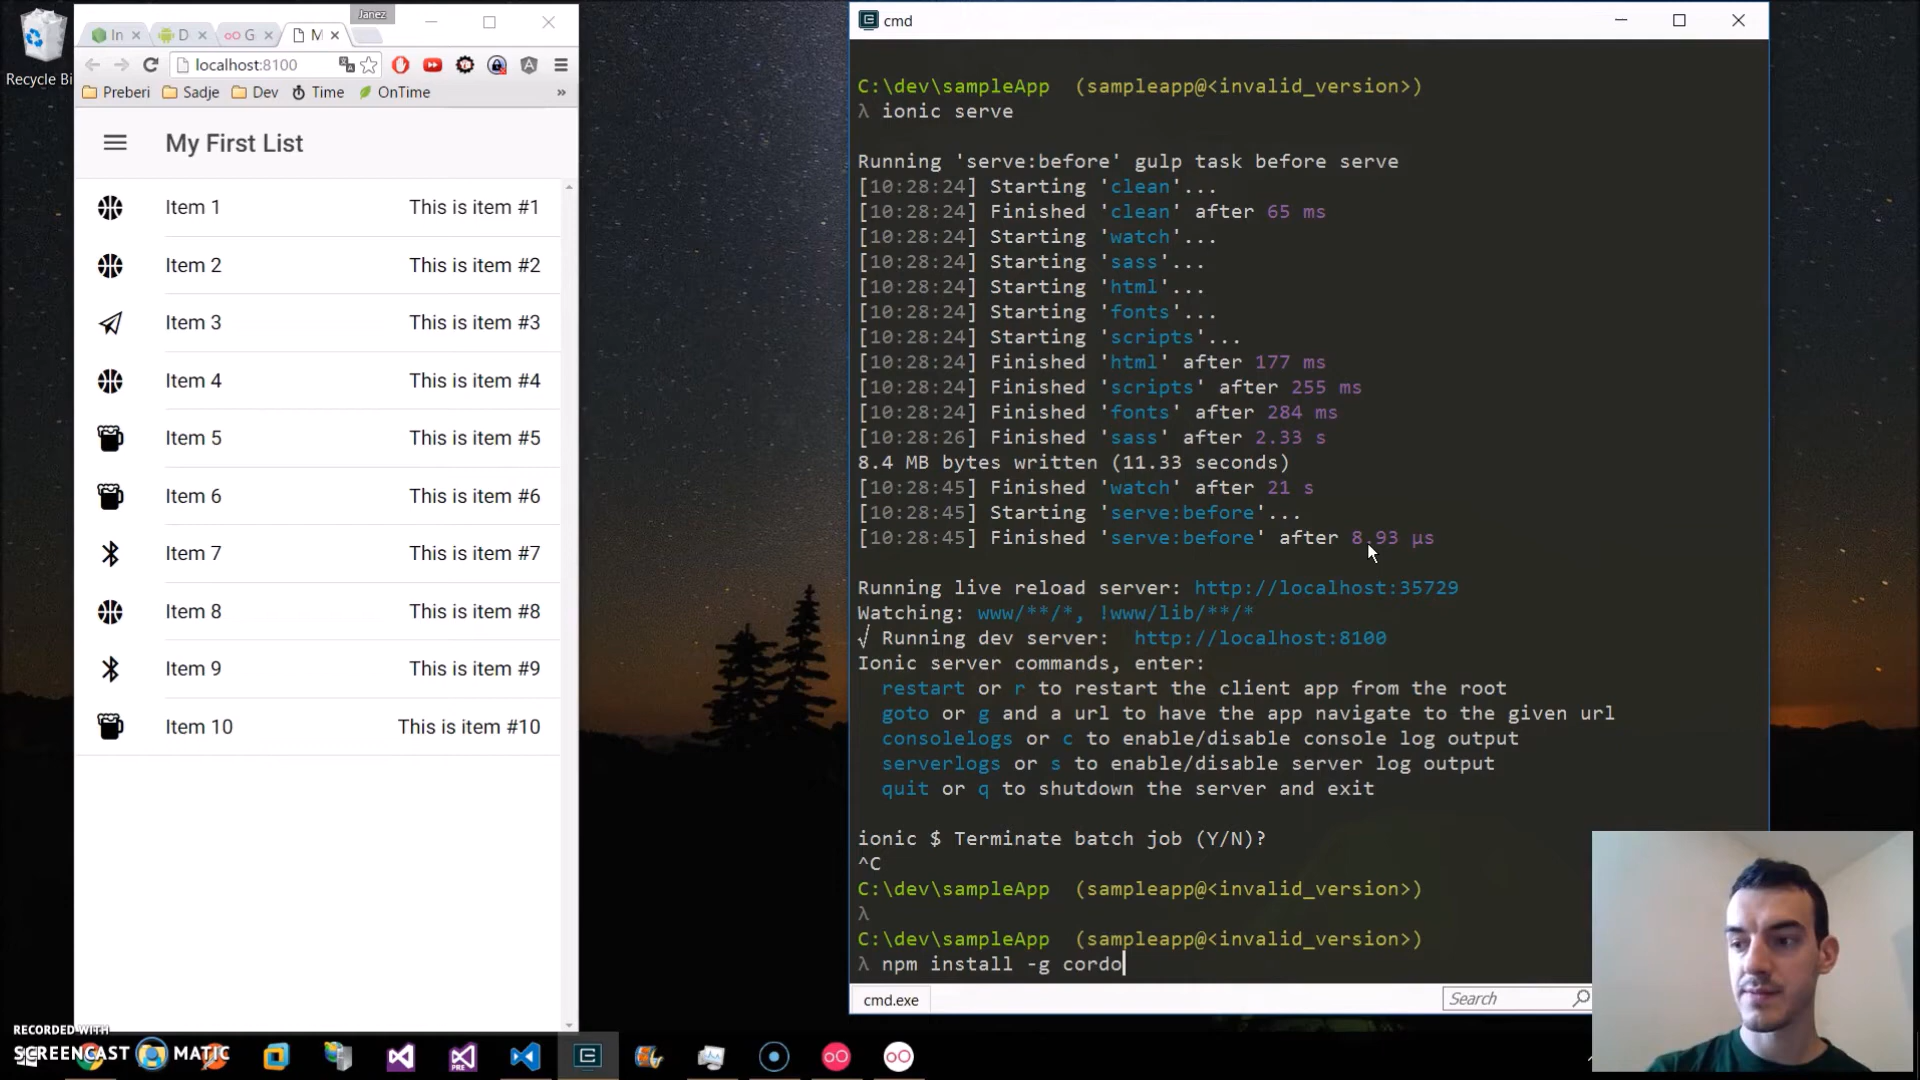 Recycle Bi
In
D
G
M
Janez
localhost:8100
Preberi
Sadje
Dev
Time
OnTime
»
My First List
Item 1 This is item #1
Item 2 This is item #2
Item 3 This is item #3
Item 4 This is item #4
Item 5 This is item #5
Item 6 This is item #6
Item 7 This is item #7
Item 8 This is item #8
Item 9 This is item #9
Item 10 This is item #10
cmd
C:\dev\sampleApp (sampleapp@<invalid_version>)
λ ionic serve
Running 'serve:before' gulp task before serve
[10:28:24] Starting 'clean'...
[10:28:24] Finished 'clean' after 65 ms
[10:28:24] Starting 'watch'...
[10:28:24] Starting 'sass'...
[10:28:24] Starting 'html'...
[10:28:24] Starting 'fonts'...
[10:28:24] Starting 'scripts'...
[10:28:24] Finished 'html' after 177 ms
[10:28:24] Finished 'scripts' after 255 ms
[10:28:24] Finished 'fonts' after 284 ms
[10:28:26] Finished 'sass' after 2.33 s
8.4 MB bytes written (11.33 seconds)
[10:28:45] Finished 'watch' after 21 s
[10:28:45] Starting 'serve:before'...
[10:28:45] Finished 'serve:before' after 8.93 μs
Running live reload server: http://localhost:35729
Watching: www/**/*, !www/lib/**/*
√ Running dev server: http://localhost:8100
Ionic server commands, enter:
restart or r to restart the client app from the root
goto or g and a url to have the app navigate to the given url
consolelogs or c to enable/disable console log output
serverlogs or s to enable/disable server log output
quit or q to shutdown the server and exit
ionic $ Terminate batch job (Y/N)?
^C
C:\dev\sampleApp (sampleapp@<invalid_version>)
λ
C:\dev\sampleApp (sampleapp@<invalid_version>)
λ npm install -g cordo
cmd.exe
Search
RECORDED WITH
SCREENCAST MATIC
PRE